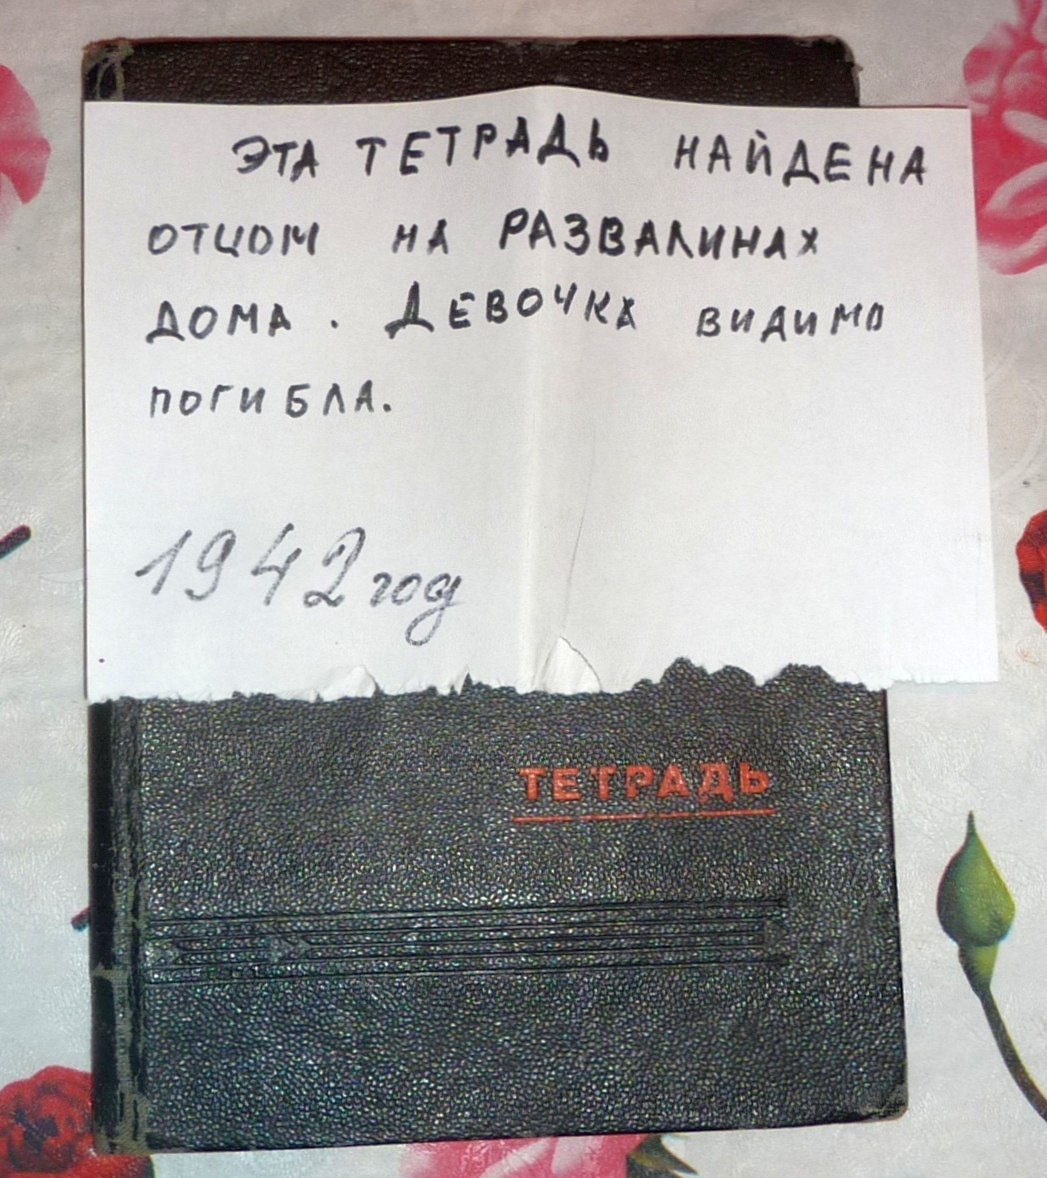 ЭТА ТЕТРАДЬ НАЙДЕНА
ОТЦОМ НА РАЗВАЛИНАХ
ДОМА. ДЕВОЧКА ВИДИМО
ПОГИБЛА.
1942 год
ТЕТРАДЬ